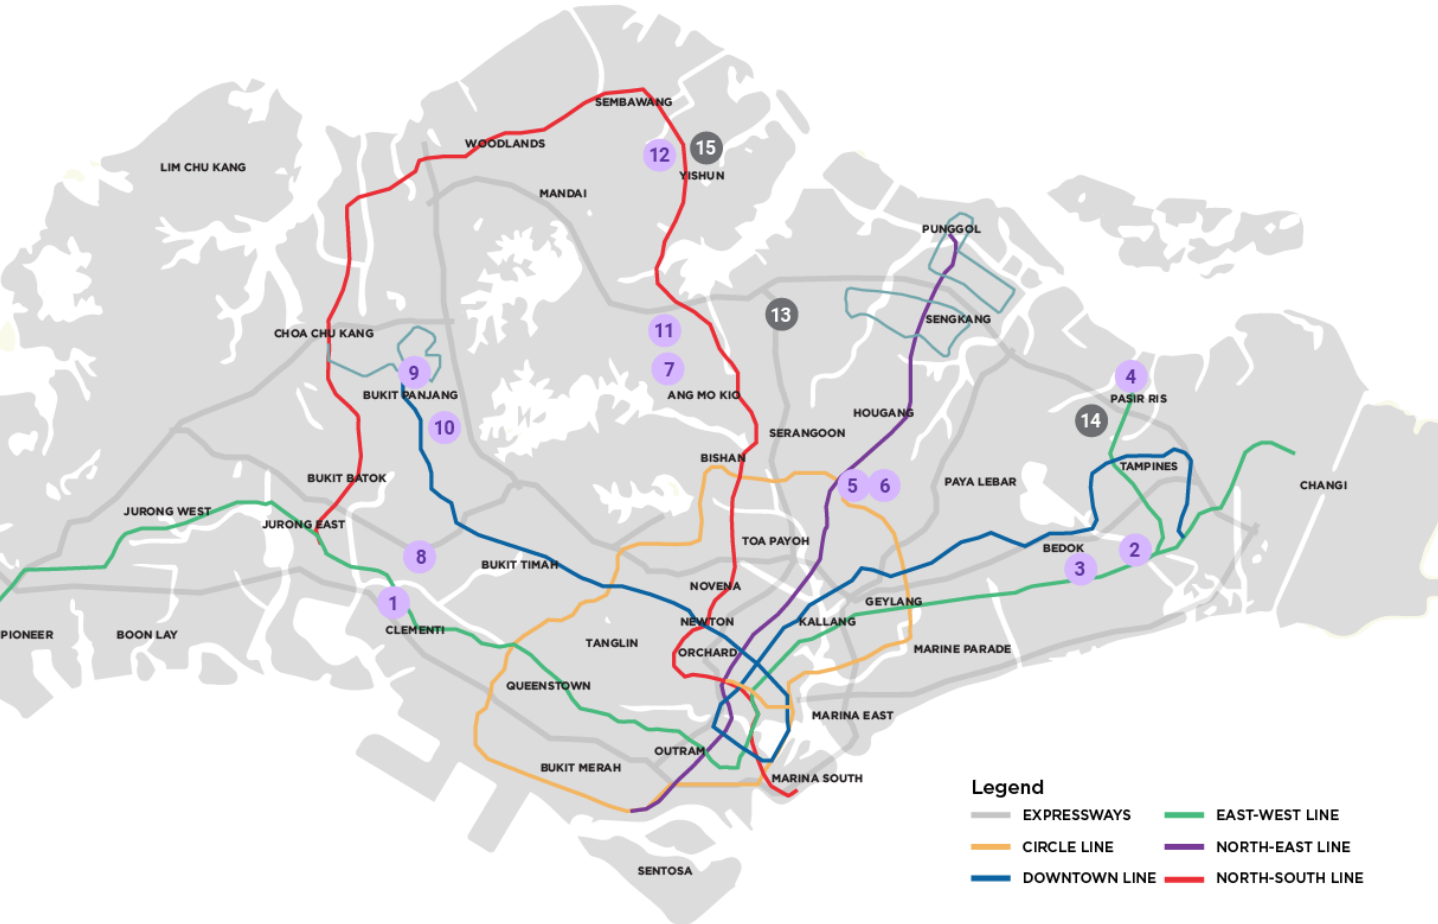 SEMBAWANG
WOODLANDS
12
15
LIM CHU KANG
YISHUN
MANDAI
PUNGGOL
13
SENGKANG
CHOA CHU KANG
11
9
7
4
BUKIT PANJANG
ANG MO KIO
PASIR RIS
HOUGANG
14
10
SERANGOON
BISHAN
TAMPINES
BUKIT BATOK
5
6
PAYA LEBAR
CHANGI
JURONG WEST
JURONG EAST
TOA PAYOH
BEDOK
2
8
BUKIT TIMAH
3
NOVENA
1
GEYLANG
CLEMENTI
NEWTON
KALLANG
PIONEER
BOON LAY
TANGLIN
ORCHARD
MARINE PARADE
QUEENSTOWN
MARINA EAST
OUTRAM
BUKIT MERAH
MARINA SOUTH
SENTOSA
Legend
EXPRESSWAYS
EAST-WEST LINE
CIRCLE LINE
NORTH-EAST LINE
DOWNTOWN LINE
NORTH-SOUTH LINE